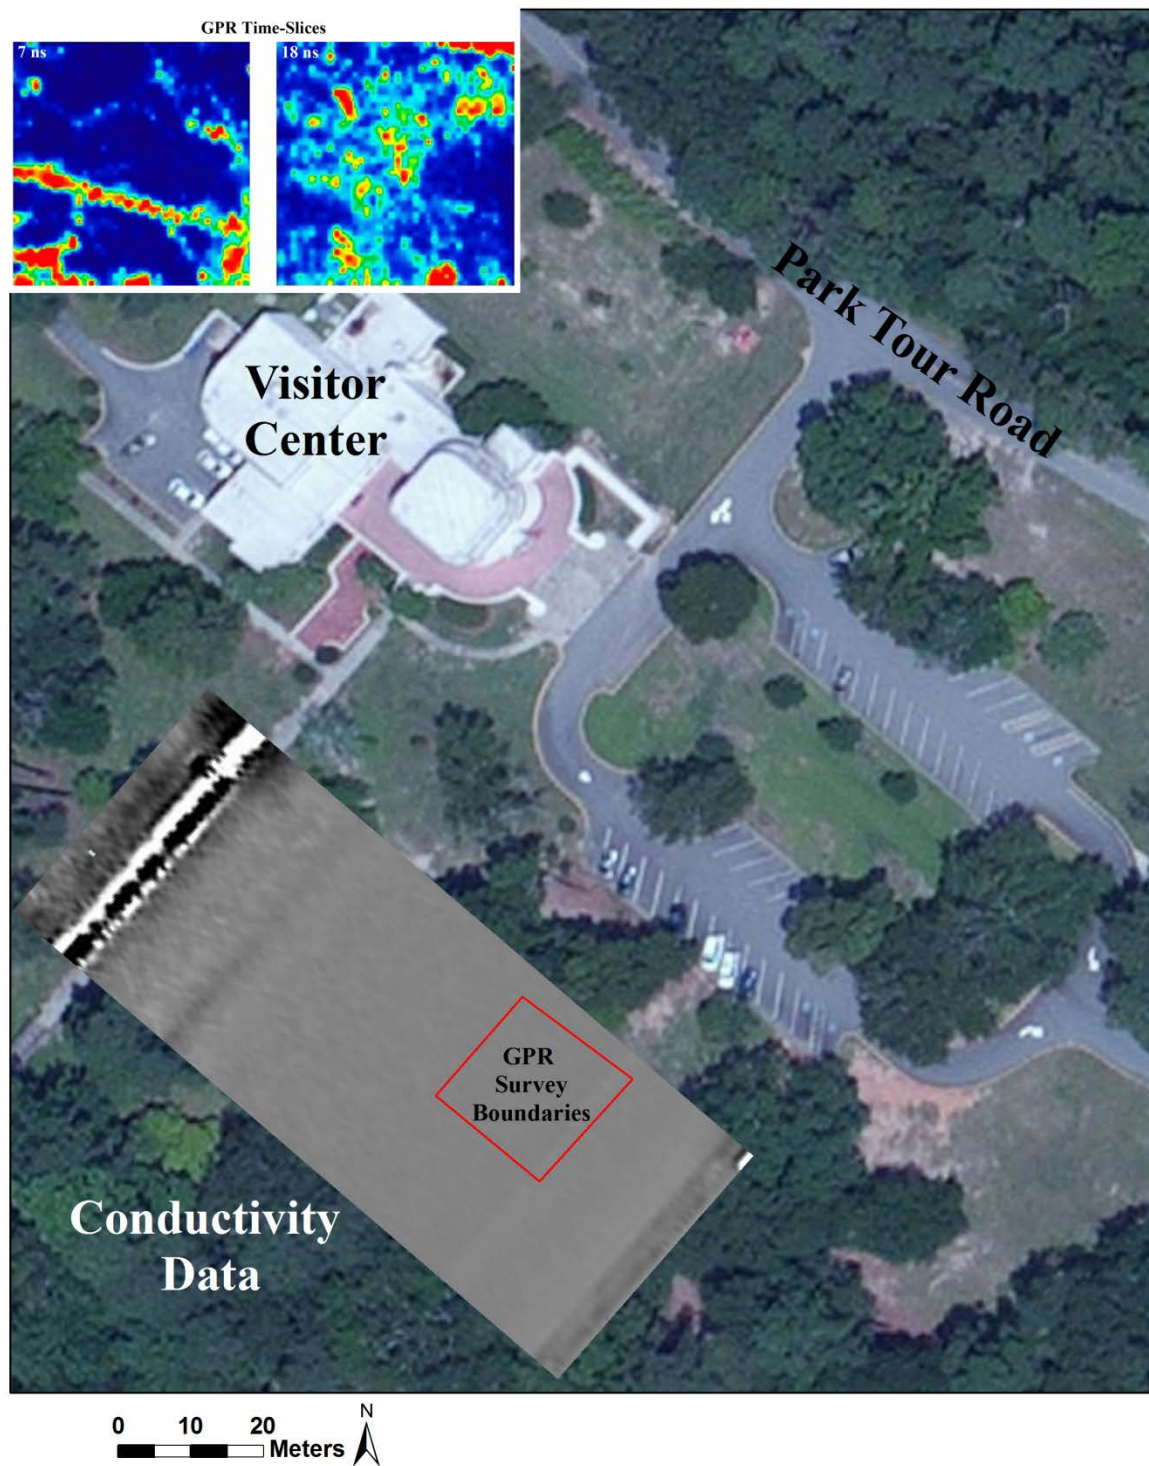 GPR Time-Slices
7 ns
18 ns
Park Tour Road
Visitor
Center
GPR
Survey
Boundaries
Conductivity
Data
0 10 20
Meters
N